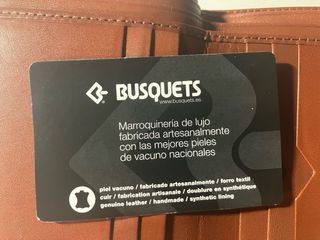 BUSQUETS
www.busquets.es
Marroquinería de lujo
fabricada artesanalmente
con las mejores pieles
de vacuno nacionales
piel vacuno / fabricado artesanalmente / forro textil
cuir / fabrication artisanale / doublure en synthétique
genuine leather / handmade / synthetic lining